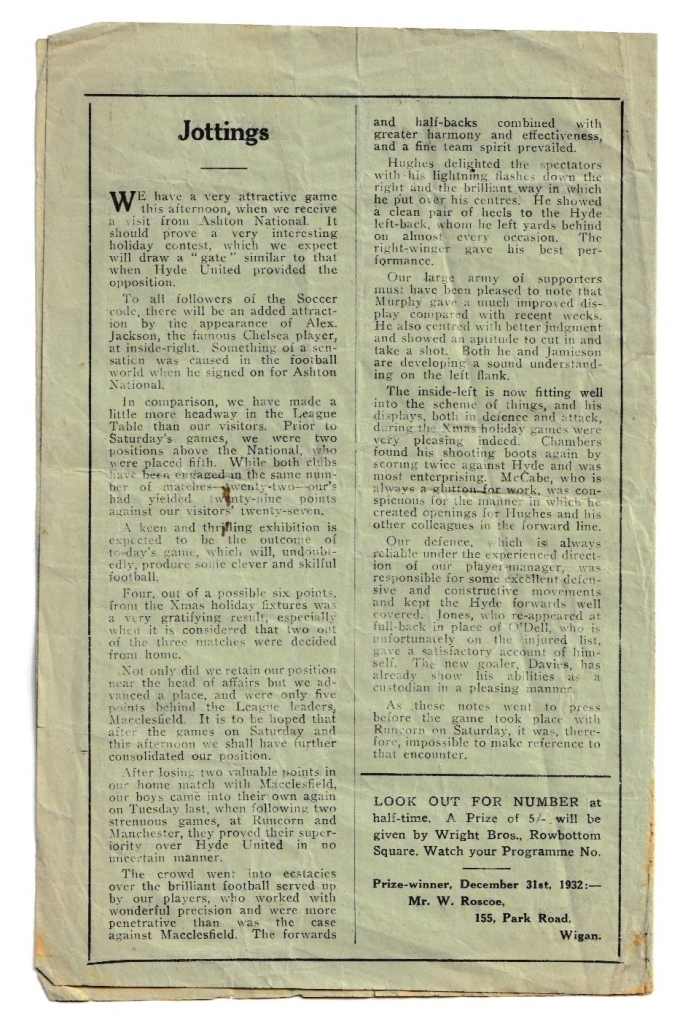 Jottings
WE have a very attractive game
this afternoon, when we receive
a visit from Ashton National. It
should prove a very interesting
holiday contest, which we expect
will draw a "gate" similar to that
when Hyde United provided the
opposition.
To all followers of the Soccer
code, there will be an added attract-
ion by the appearance of Alex.
Jackson, the famous Chelsea player,
at inside-right. Something of a sen-
sation was caused in the football
world when he signed on for Ashton
National.
In comparison, we have made a
little more headway in the League
Table than our visitors. Prior to
Saturday's games, we were two
positions above the National, who
were placed fifth. While both clubs
have been engaged in the same num-
ber of matches—twenty-two—our's
had yielded twenty-nine points
against our visitors' twenty-seven.
A keen and thrilling exhibition is
expected to be the outcome of
to-day's game, which will, undoubt-
edly, produce some clever and skilful
football.
Four, out of a possible six points,
from the Xmas holiday fixtures was
a very gratifying result, especially
when it is considered that two out
of the three matches were decided
from home.
Not only did we retain our position
near the head of affairs but we ad-
vanced a place, and were only five
points behind the League leaders,
Macclesfield. It is to be hoped that
after the games on Saturday and
this afternoon we shall have further
consolidated our position.
After losing two valuable points in
our home match with Macclesfield,
our boys came into their own again
on Tuesday last, when following two
strenuous games, at Runcorn and
Manchester, they proved their super-
iority over Hyde United in no
uncertain manner.
The crowd went into ecstacies
over the brilliant football served up
by our players, who worked with
wonderful precision and were more
penetrative than was the case
against Macclesfield. The forwards
and half-backs combined with
greater harmony and effectiveness,
and a fine team spirit prevailed.
Hughes delighted the spectators
with his lightning flashes down the
right and the brilliant way in which
he put over his centres. He showed
a clean pair of heels to the Hyde
left-back, whom he left yards behind
on almost every occasion. The
right-winger gave his best per-
formance.
Our large army of supporters
must have been pleased to note that
Murphy gave a much improved dis-
play compared with recent weeks.
He also centred with better judgment
and showed an aptitude to cut in and
take a shot. Both he and Jamieson
are developing a sound understand-
ing on the left flank.
The inside-left is now fitting well
into the scheme of things, and his
displays, both in defence and attack,
during the Xmas holiday games were
very pleasing indeed. Chambers
found his shooting boots again by
scoring twice against Hyde and was
most enterprising. McCabe, who is
always a glutton for work, was con-
spicuous for the manner in which he
created openings for Hughes and his
other colleagues in the forward line.
Our defence, which is always
reliable under the experienced direct-
ion of our player-manager, was
responsible for some excellent defen-
sive and constructive movements
and kept the Hyde forwards well
covered. Jones, who re-appeared at
full-back in place of O'Dell, who is
unfortunately on the injured list,
gave a satisfactory account of him-
self. The new goaler, Davies, has
already show his abilities as a
custodian in a pleasing manner.
As these notes went to press
before the game took place with
Runcorn on Saturday, it was, there-
fore, impossible to make reference to
that encounter.
LOOK OUT FOR NUMBER at
half-time. A Prize of 5/- will be
given by Wright Bros., Rowbottom
Square. Watch your Programme No.
Prize-winner, December 31st, 1932:—
Mr. W. Roscoe,
155, Park Road,
Wigan.